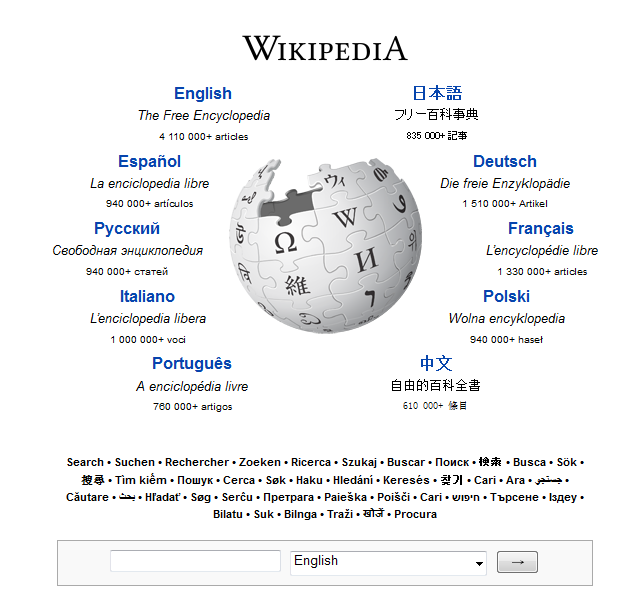 WIKIPEDIA
English
The Free Encyclopedia
4 110 000+ articles
日本語
フリー百科事典
835 000+ 記事
Español
La enciclopedia libre
940 000+ artículos
Deutsch
Die freie Enzyklopädie
1 510 000+ Artikel
Русский
Свободная энциклопедия
940 000+ статей
Français
L'encyclopédie libre
1 330 000+ articles
Italiano
L'enciclopedia libera
1 000 000+ voci
Polski
Wolna encyklopedia
940 000+ haseł
Português
A enciclopédia livre
760 000+ artigos
中文
自由的百科全書
610 000+ 條目
ウィ
W
Ω
И
維
Search • Suchen • Rechercher • Zoeken • Ricerca • Szukaj • Buscar • Поиск • 検索 • Busca • Sök •
搜尋 • Tìm kiếm • Пошук • Cerca • Søk • Haku • Hledání • Keresés • 찾기 • Cari • Ara • جستجو •
Căutare • بحث • Hľadať • Søg • Serĉu • Претрага • Paieška • Poišči • Cari • חיפוש • Търсене • Іздеу •
Bilatu • Suk • Bilnga • Traži • खोजें • Procura
English
→